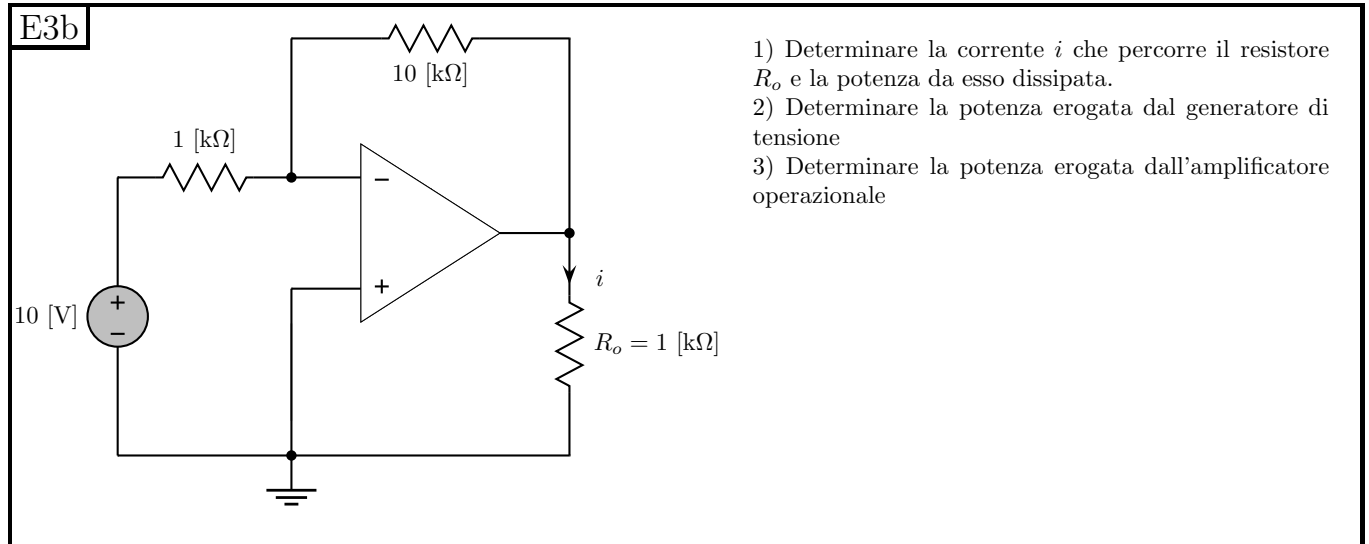 E3b
10 [kΩ]
1 [kΩ]
−
+
10 [V]
+
−
i
R_o = 1 [kΩ]
1) Determinare la corrente i che percorre il resistore
R_o e la potenza da esso dissipata.
2) Determinare la potenza erogata dal generatore di
tensione
3) Determinare la potenza erogata dall'amplificatore
operazionale